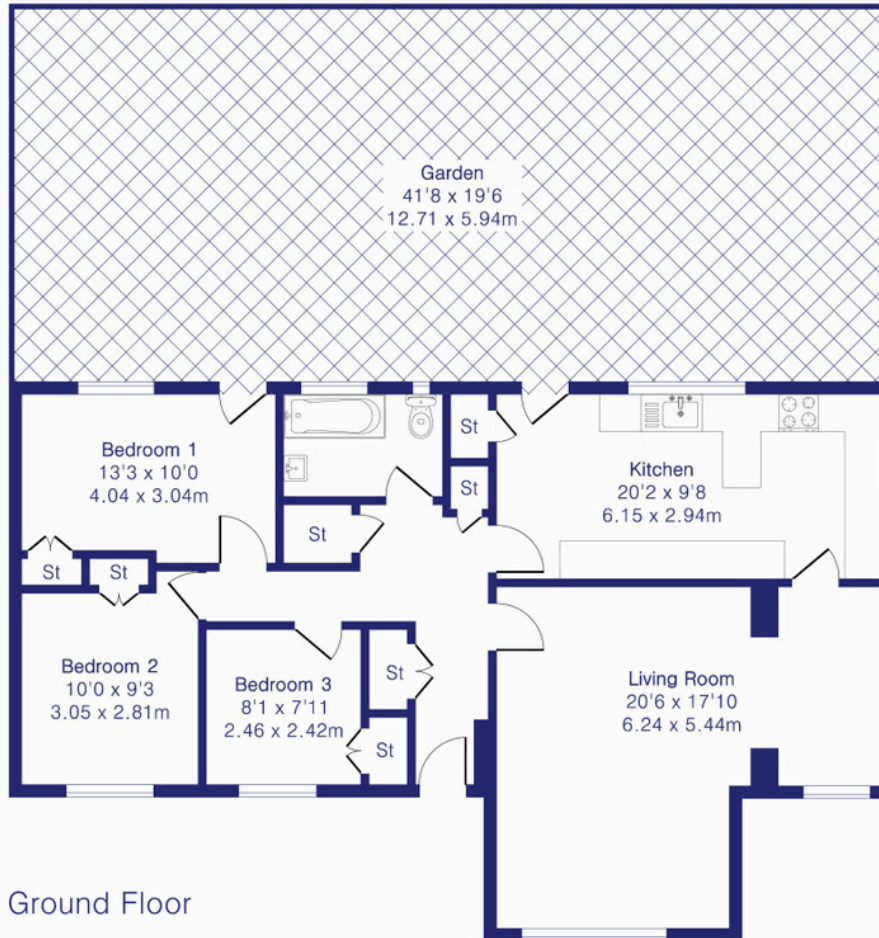 Garden
41'8 x 19'6
12.71 x 5.94m
St
Bedroom 1
13'3 x 10'0
4.04 x 3.04m
Kitchen
20'2 x 9'8
6.15 x 2.94m
St
St
St
St
Bedroom 2
10'0 x 9'3
3.05 x 2.81m
Bedroom 3
8'1 x 7'11
2.46 x 2.42m
St
Living Room
20'6 x 17'10
6.24 x 5.44m
St
Ground Floor